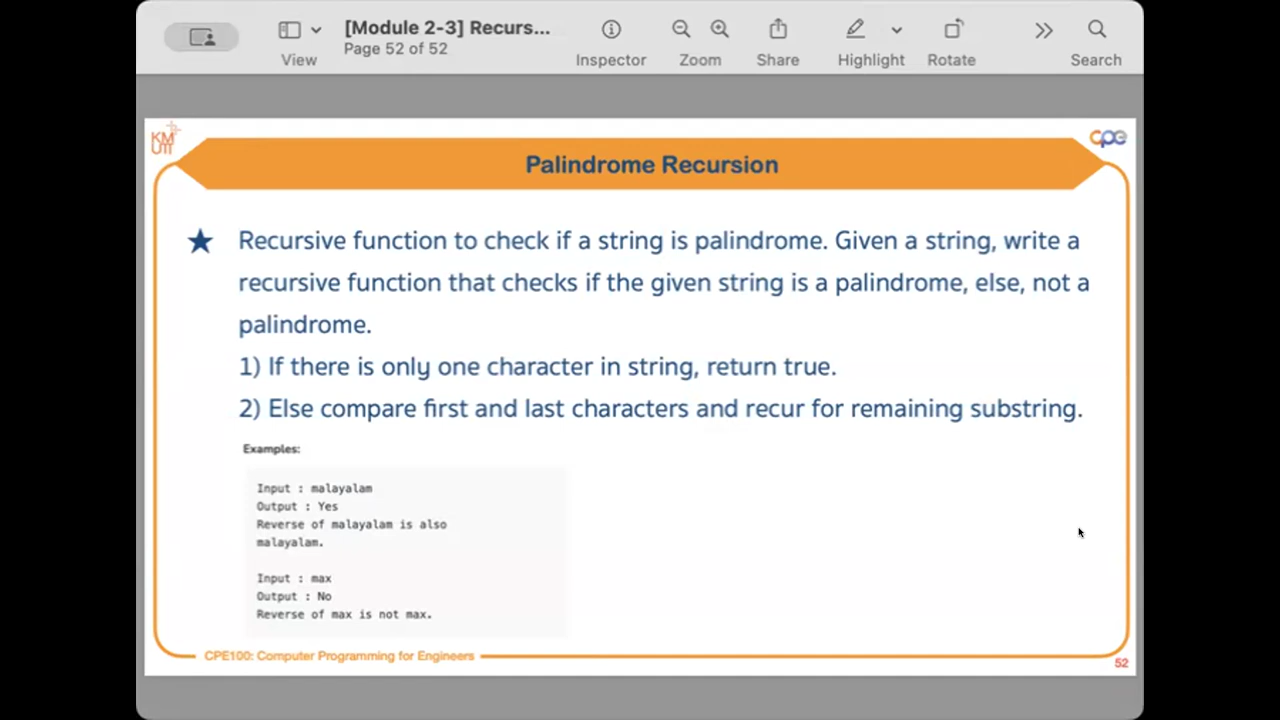 [Module 2-3] Recurs...
Page 52 of 52
View
Inspector
Zoom
Share
Highlight
Rotate
Search
KM
UTT
cpe
Palindrome Recursion
Recursive function to check if a string is palindrome. Given a string, write a
recursive function that checks if the given string is a palindrome, else, not a
palindrome.
1) If there is only one character in string, return true.
2) Else compare first and last characters and recur for remaining substring.
Examples:
Input : malayalam
Output : Yes
Reverse of malayalam is also
malayalam.
Input : max
Output : No
Reverse of max is not max.
CPE100: Computer Programming for Engineers
52